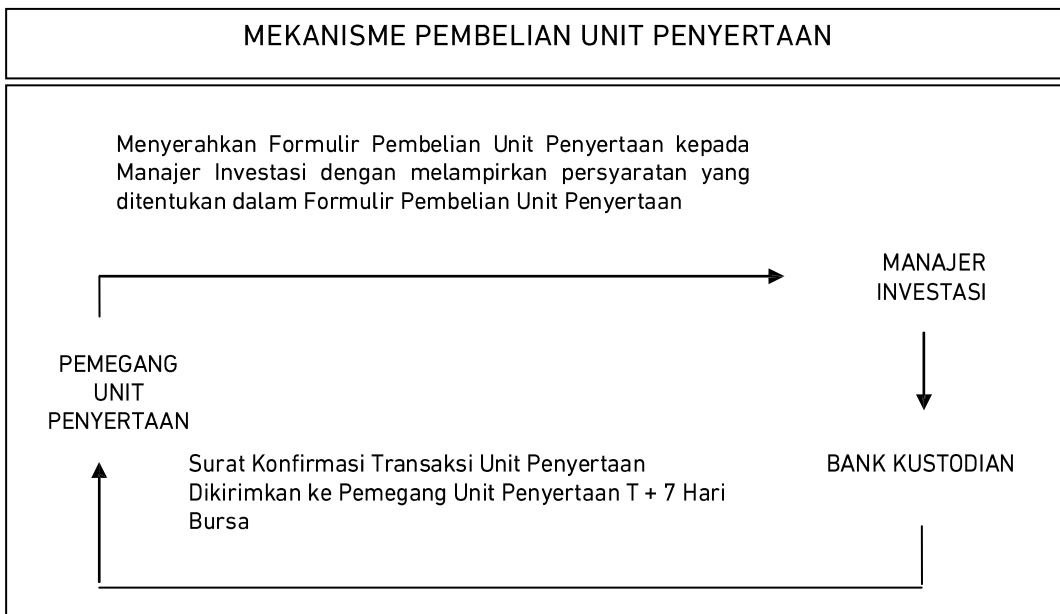 MEKANISME PEMBELIAN UNIT PENYERTAAN
Menyerahkan Formulir Pembelian Unit Penyertaan kepada
Manajer Investasi dengan melampirkan persyaratan yang
ditentukan dalam Formulir Pembelian Unit Penyertaan
MANAJER
INVESTASI
PEMEGANG
UNIT
PENYERTAAN
Surat Konfirmasi Transaksi Unit Penyertaan
Dikirimkan ke Pemegang Unit Penyertaan T + 7 Hari
Bursa
BANK KUSTODIAN